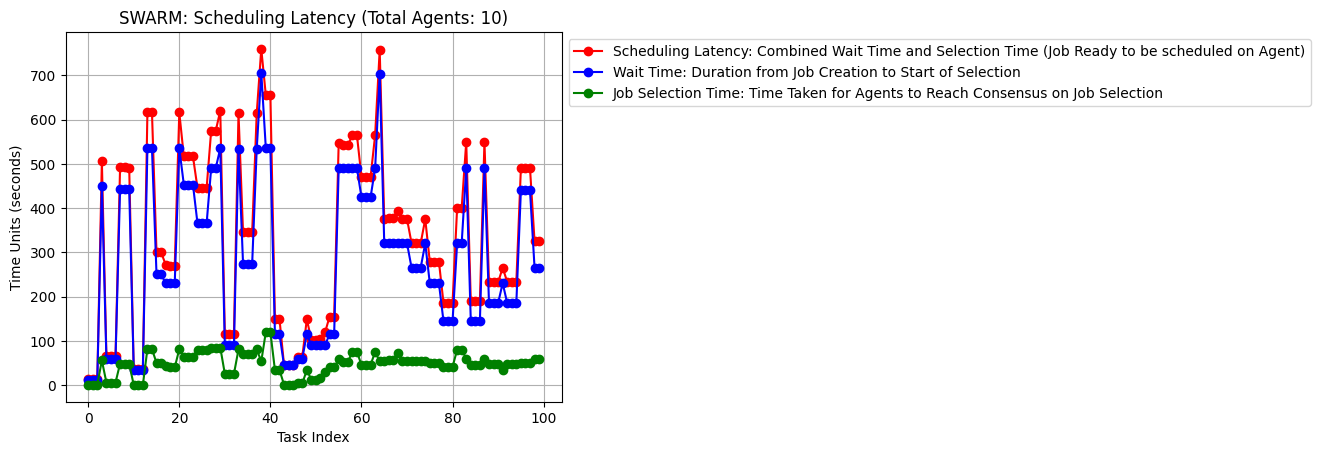 SWARM: Scheduling Latency (Total Agents: 10)
Scheduling Latency: Combined Wait Time and Selection Time (Job Ready to be scheduled on Agent)
Wait Time: Duration from Job Creation to Start of Selection
Job Selection Time: Time Taken for Agents to Reach Consensus on Job Selection
Time Units (seconds)
700
600
500
400
300
200
100
0
0 20 40 60 80 100
Task Index